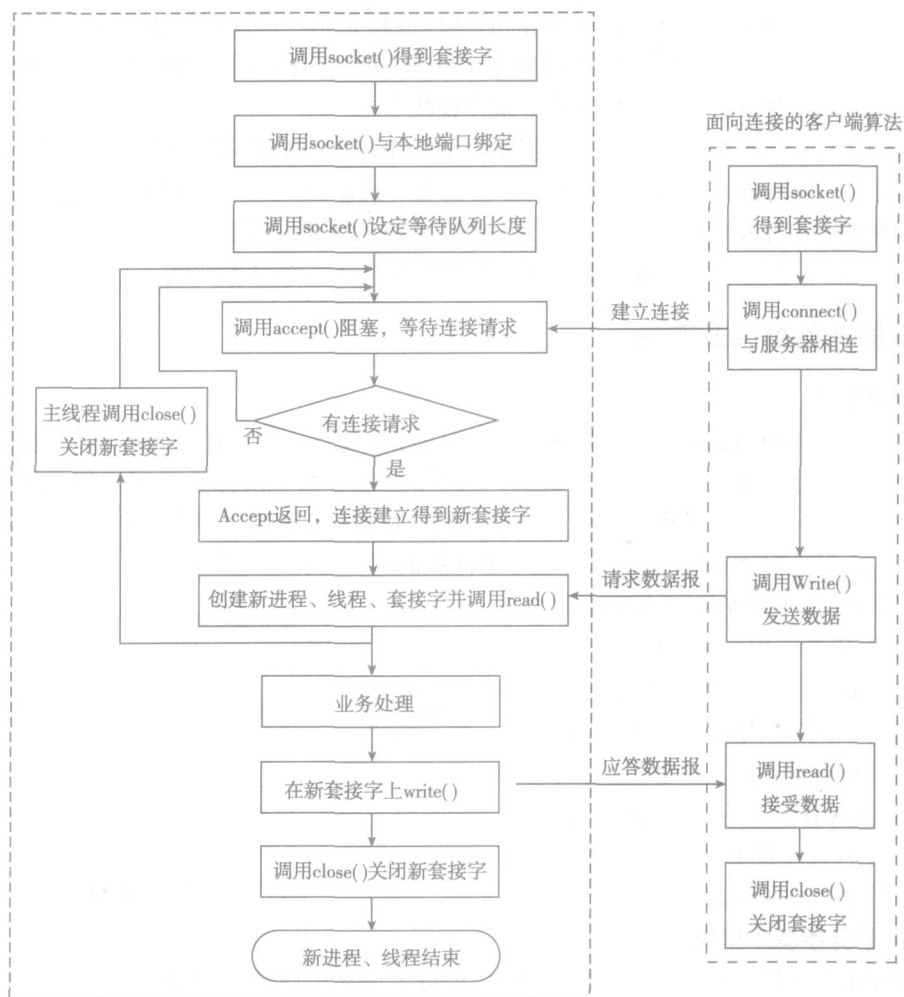 调用socket()得到套接字
调用socket()与本地端口绑定
调用socket()设定等待队列长度
调用accept()阻塞，等待连接请求
主线程调用close()
关闭新套接字
有连接请求
否
是
Accept返回，连接建立得到新套接字
创建新进程、线程、套接字并调用read()
业务处理
在新套接字上write()
调用close()关闭新套接字
新进程、线程结束
建立连接
请求数据报
应答数据报
面向连接的客户端算法
调用socket()
得到套接字
调用connect()
与服务器相连
调用Write()
发送数据
调用read()
接受数据
调用close()
关闭套接字